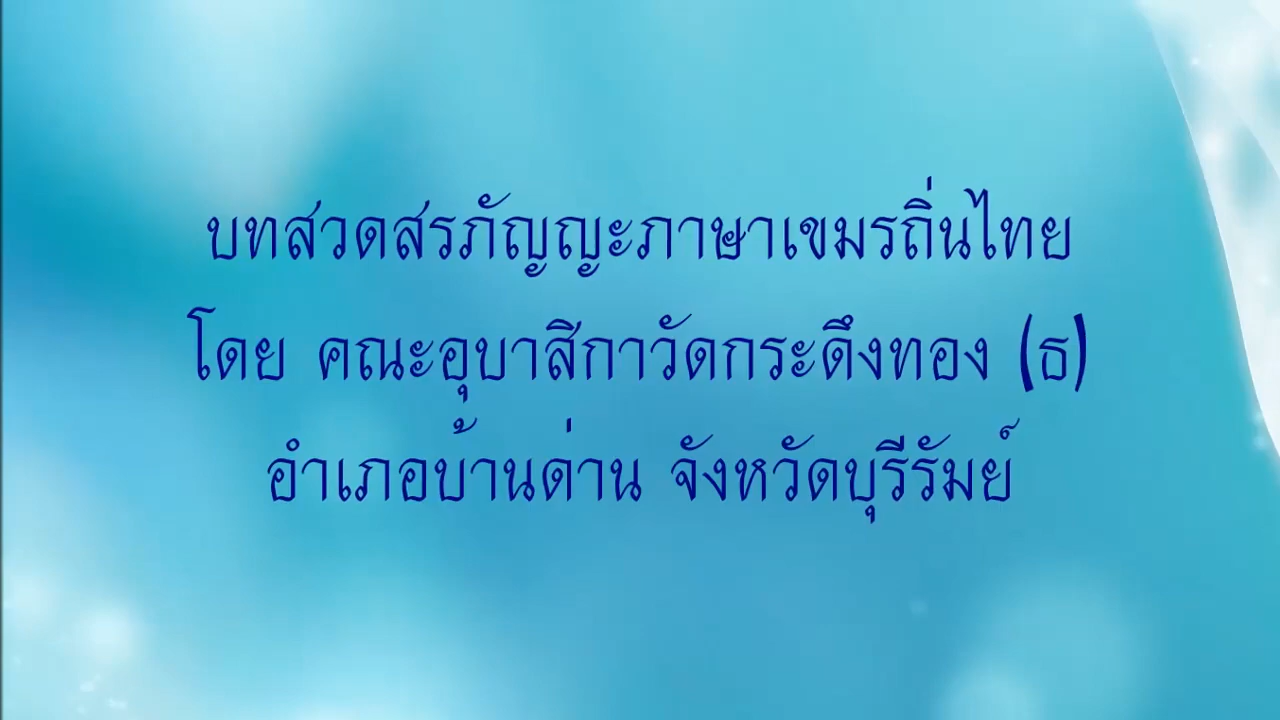 บทสวดสรภัญญะภาษาเขมรถิ่นไทย
โดย คณะอุบาสิกาวัดกระดึงทอง (ธ)
อำเภอบ้านด่าน จังหวัดบุรีรัมย์